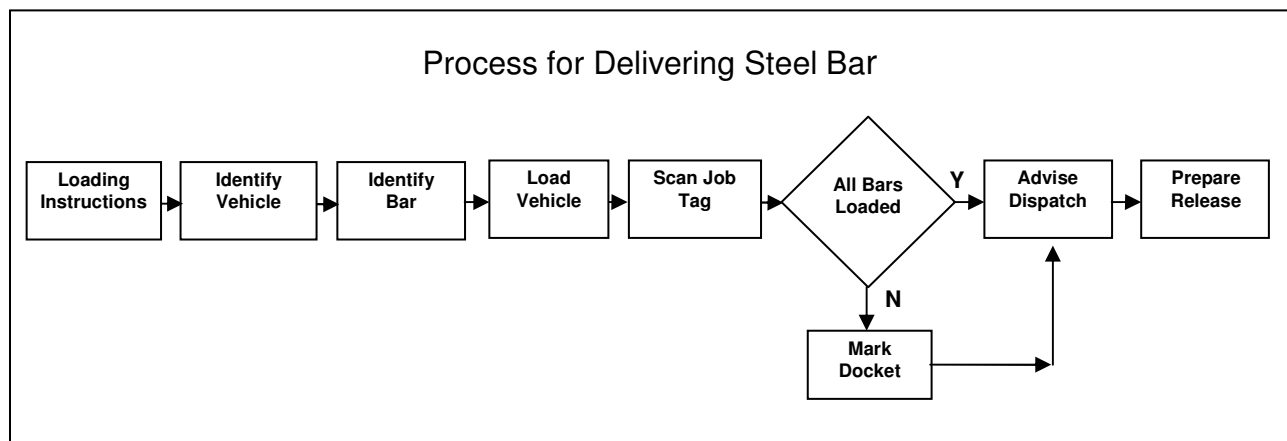 Process for Delivering Steel Bar
Loading
Instructions
Identify
Vehicle
Identify
Bar
Load
Vehicle
Scan Job
Tag
All Bars
Loaded
Y
Advise
Dispatch
Prepare
Release
N
Mark
Docket